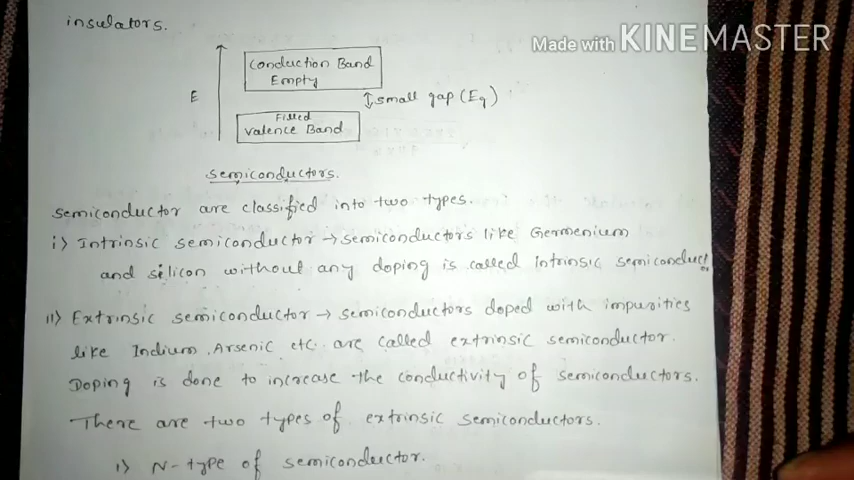 insulators.
Made with KINEMASTER
Conduction Band
Empty
E
small gap (Eg)
Filled
Valence Band
semiconductors.
semiconductor are classified into two types.
i) Intrinsic semiconductor → semiconductors like Germenium
and silicon without any doping is called intrinsic semiconductor
ii) Extrinsic semiconductor → semiconductors doped with impurities
like Indium, Arsenic etc. are called extrinsic semiconductor.
Doping is done to increase the conductivity of semiconductors.
There are two types of extrinsic semiconductors.
i) N-type of semiconductor.